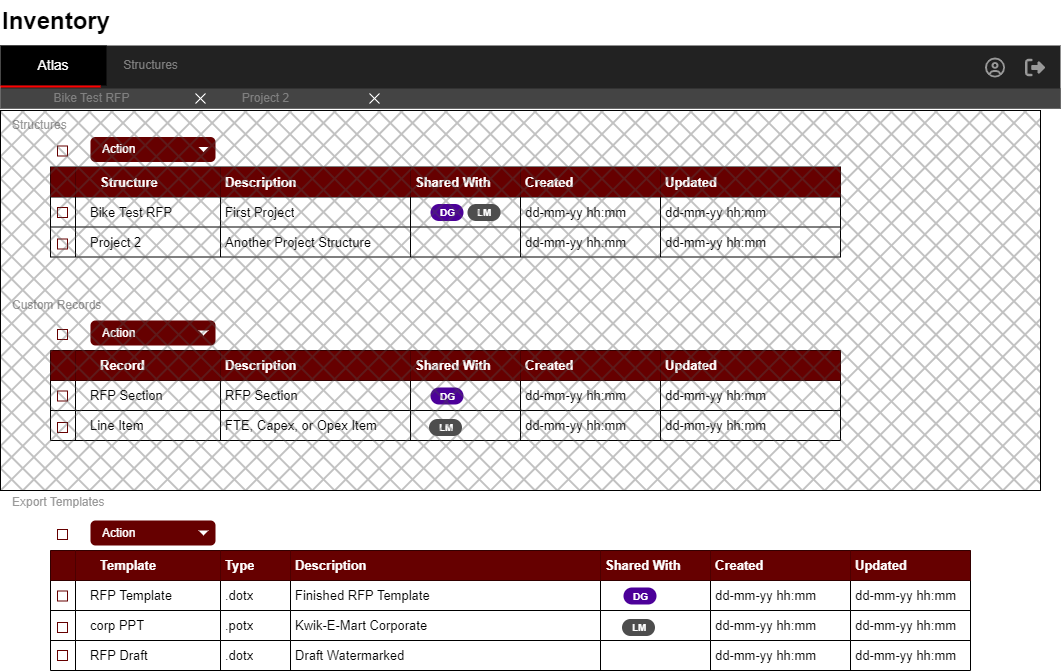 Inventory
Atlas Structures
Bike Test RFP Project 2
Structures
Action
Structure Description Shared With Created Updated
Bike Test RFP First Project DG LM dd-mm-yy hh:mm dd-mm-yy hh:mm
Project 2 Another Project Structure dd-mm-yy hh:mm dd-mm-yy hh:mm
Custom Records
Action
Record Description Shared With Created Updated
RFP Section RFP Section DG dd-mm-yy hh:mm dd-mm-yy hh:mm
Line Item FTE, Capex, or Opex Item LM dd-mm-yy hh:mm dd-mm-yy hh:mm
Export Templates
Action
Template Type Description Shared With Created Updated
RFP Template .dotx Finished RFP Template DG dd-mm-yy hh:mm dd-mm-yy hh:mm
corp PPT .potx Kwik-E-Mart Corporate LM dd-mm-yy hh:mm dd-mm-yy hh:mm
RFP Draft .dotx Draft Watermarked dd-mm-yy hh:mm dd-mm-yy hh:mm